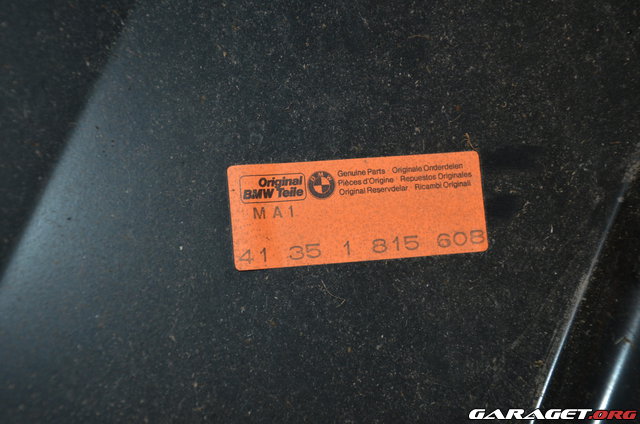 Original
BMW Teile
BMW
Genuine Parts · Originale Onderdelen
Pièces d'Origine · Repuestos Originales
Original Reservdelar · Ricambi Originali
MA1
41 35 1 815 608
GARAGET.ORG